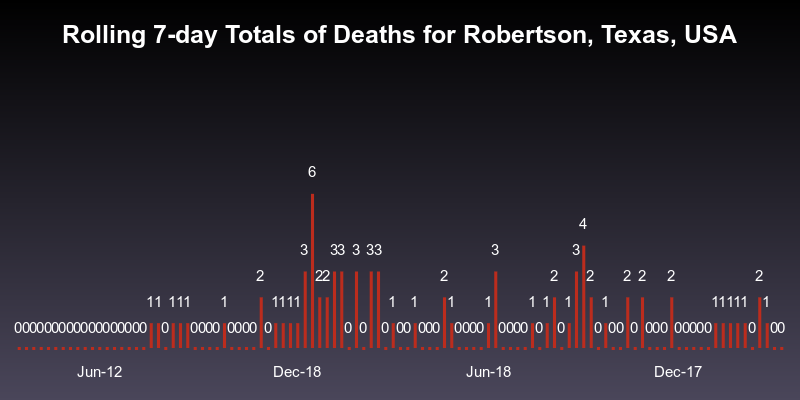 Rolling 7-day Totals of Deaths for Robertson, Texas, USA
6
4
3 33 3 33 3 3
2 22 2 2 2 2 2 2 2
11 111 1 1111 1 1 1 1 1 1 1 1 11111 1
000000000000000000 0 0000 0000 0 0 0 0 00 000 0000 0000 0 0 0 00 0 000 00000 0 00
Jun-12 Dec-18 Jun-18 Dec-17